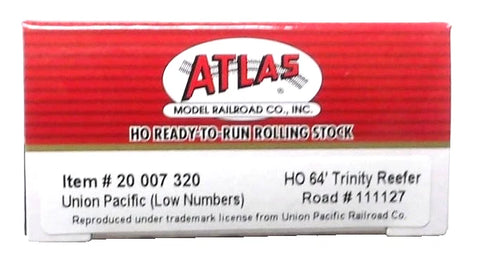 ATLAS
®
MODEL RAILROAD CO., INC.
HO READY-TO-RUN ROLLING STOCK
Item # 20 007 320
HO 64' Trinity Reefer
Union Pacific (Low Numbers)
Road # 111127
Reproduced under trademark license from Union Pacific Railroad Co.